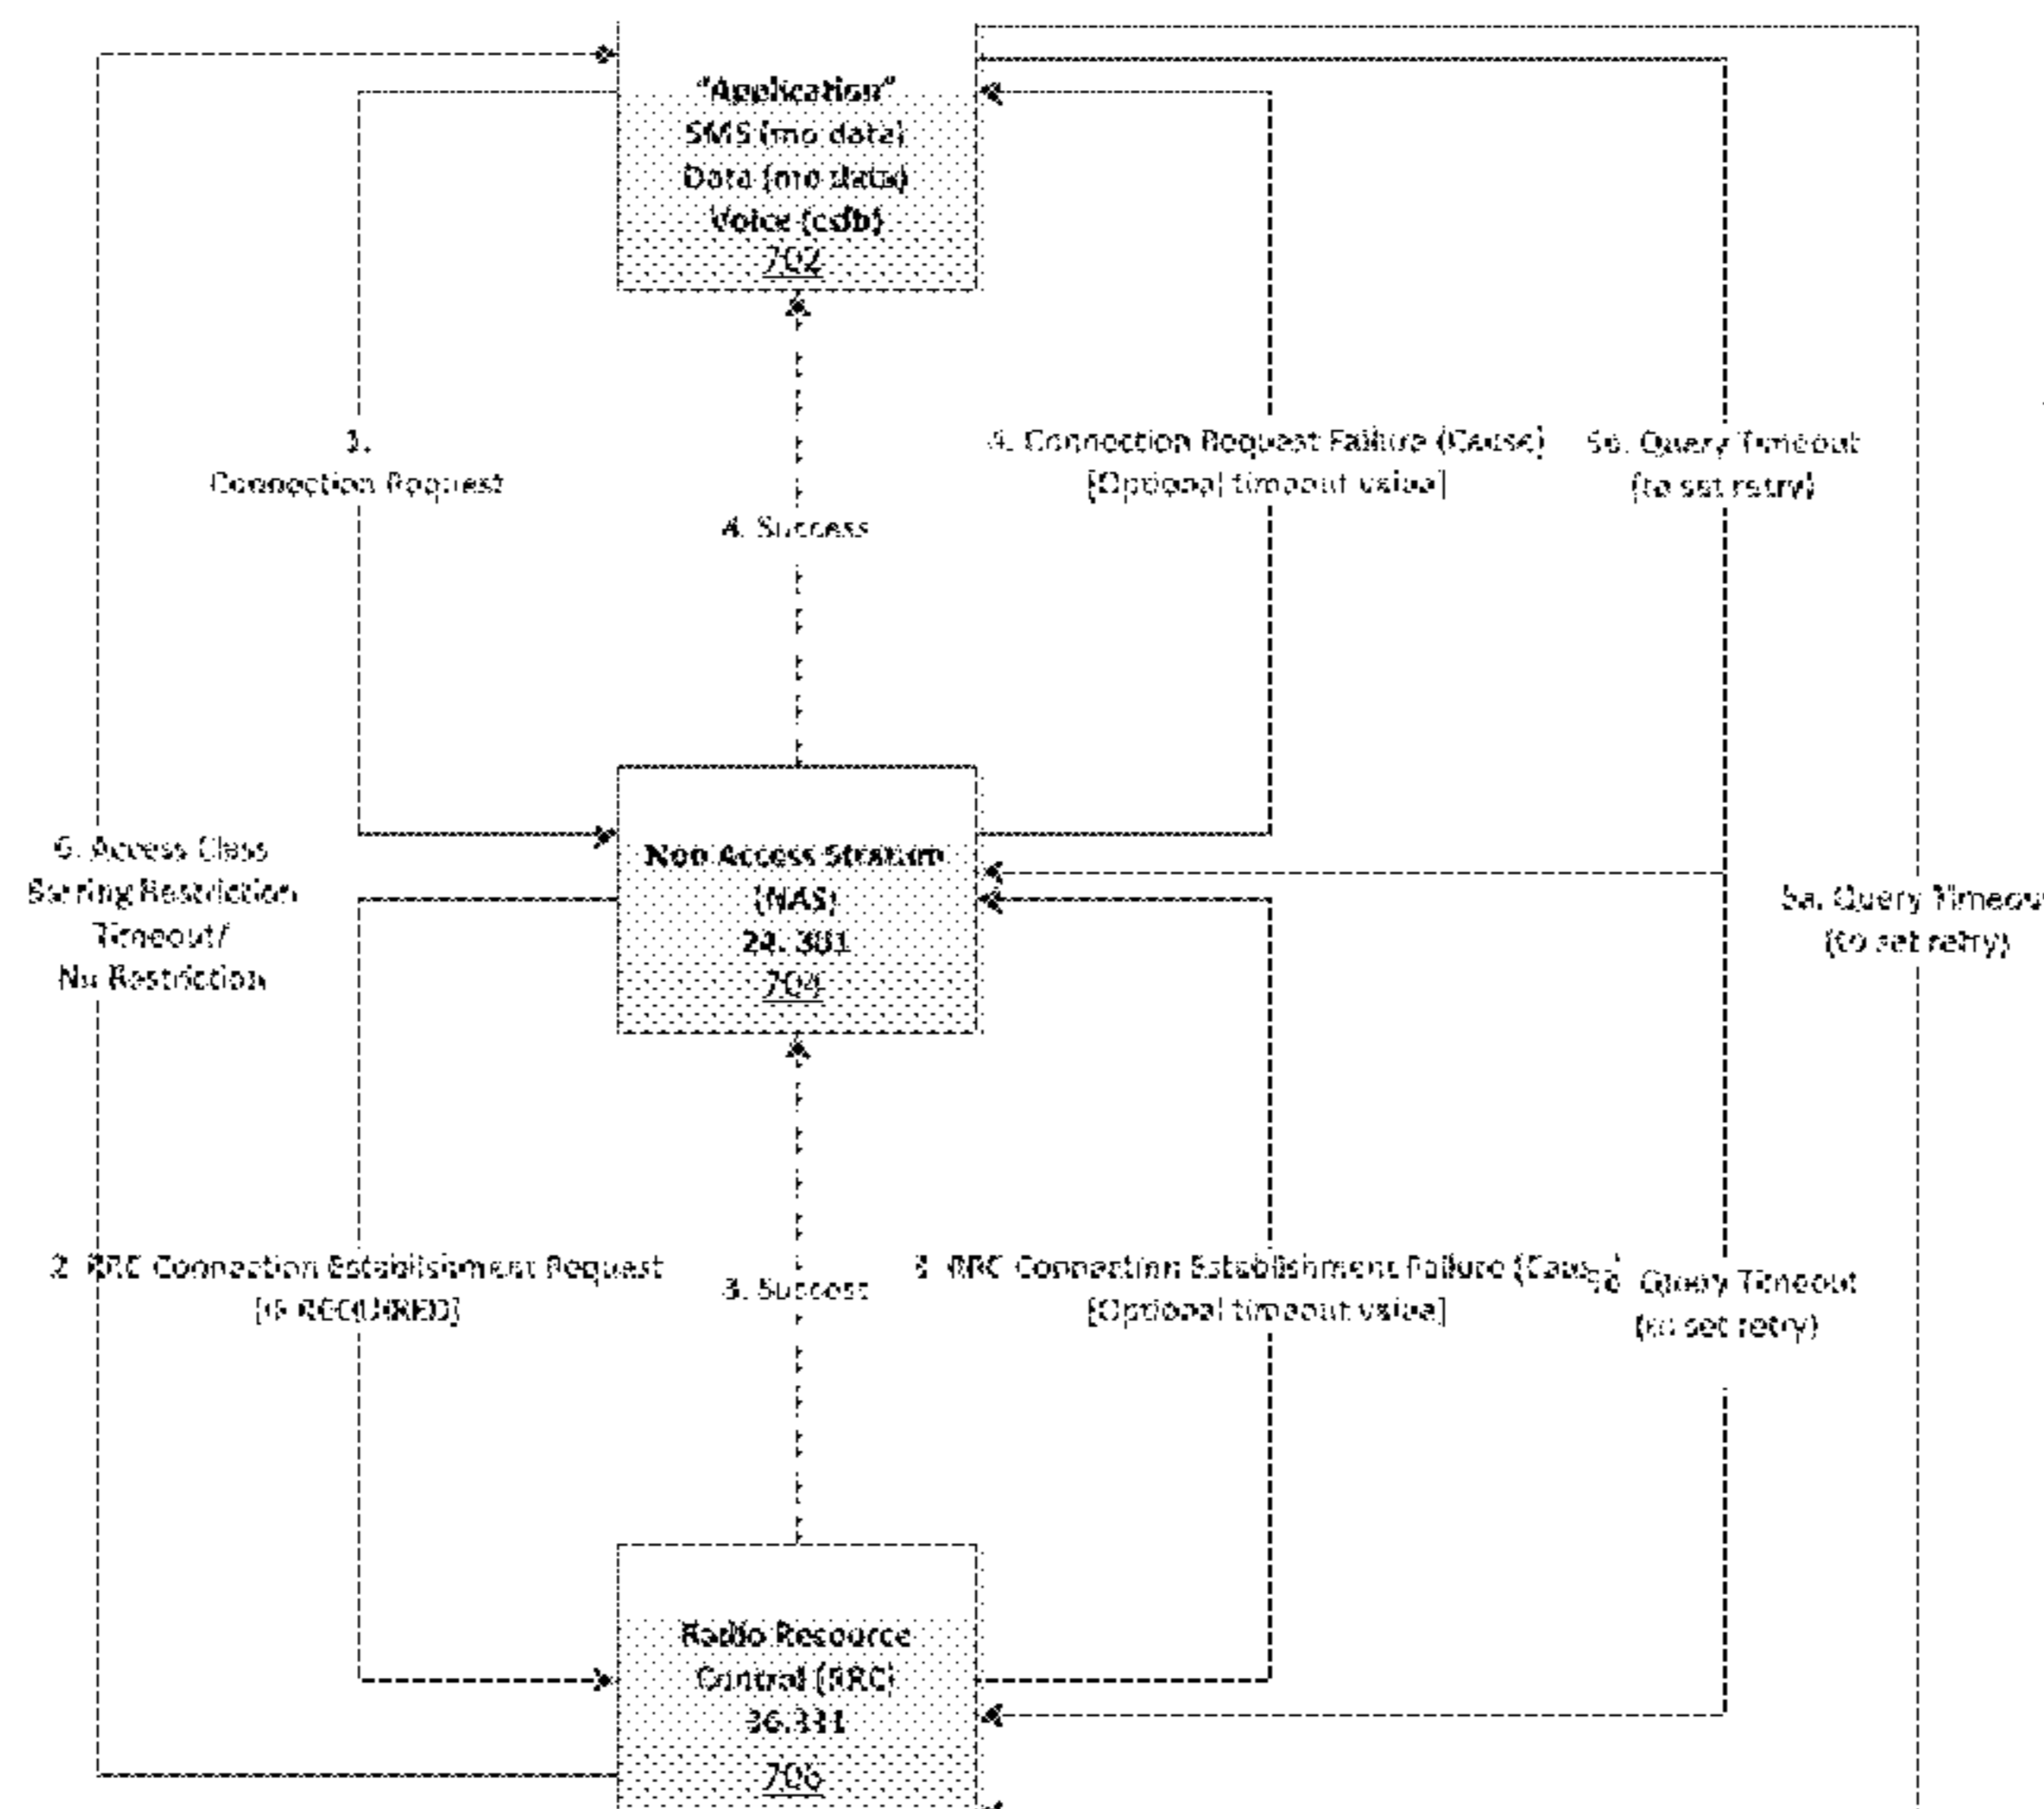 "Application"
SMS (mo data)
Data (mo data)
Voice (csfb)
702
1.
Connection Request
4. Success
4. Connection Request Failure (Cause)
[Optional timeout value]
Query Timeout
(to set retry)
Non Access Stratum
(NAS)
24. 301
704
6. Access Class
Barring Restriction
Timeout/
No Restriction
5a. Query Timeout
(to set retry)
2. RRC Connection Establishment Request
[IF REQUIRED]
3. Success
RRC Connection Establishment Failure
[Optional timeout value]
Query Timeout
(to set retry)
Radio Resource
Control (RRC)
36.331
706